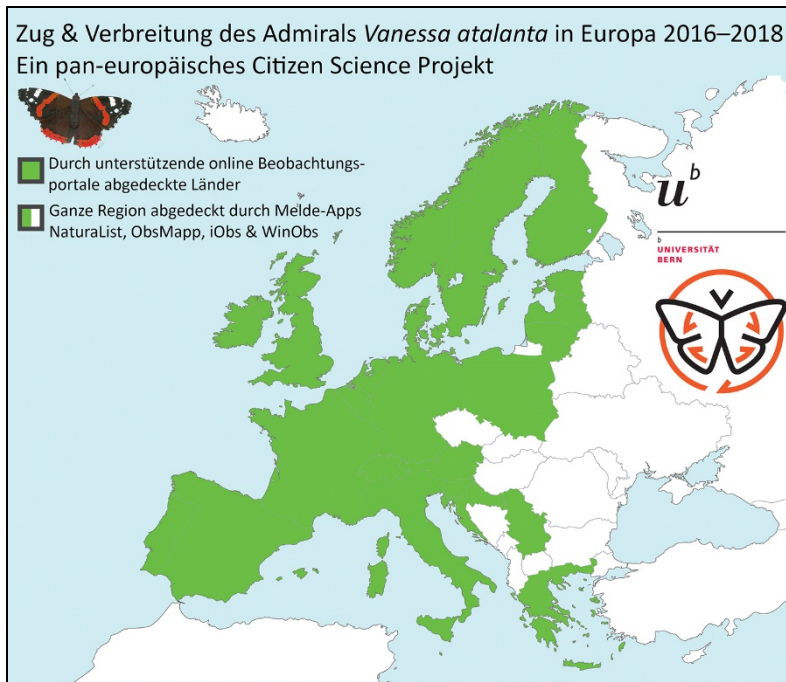 Zug & Verbreitung des Admirals Vanessa atalanta in Europa 2016–2018
Ein pan-europäisches Citizen Science Projekt
Durch unterstützende online Beobachtungs-
portale abgedeckte Länder
Ganze Region abgedeckt durch Melde-Apps
NaturaList, ObsMapp, iObs & WinObs
u b
b
UNIVERSITÄT
BERN